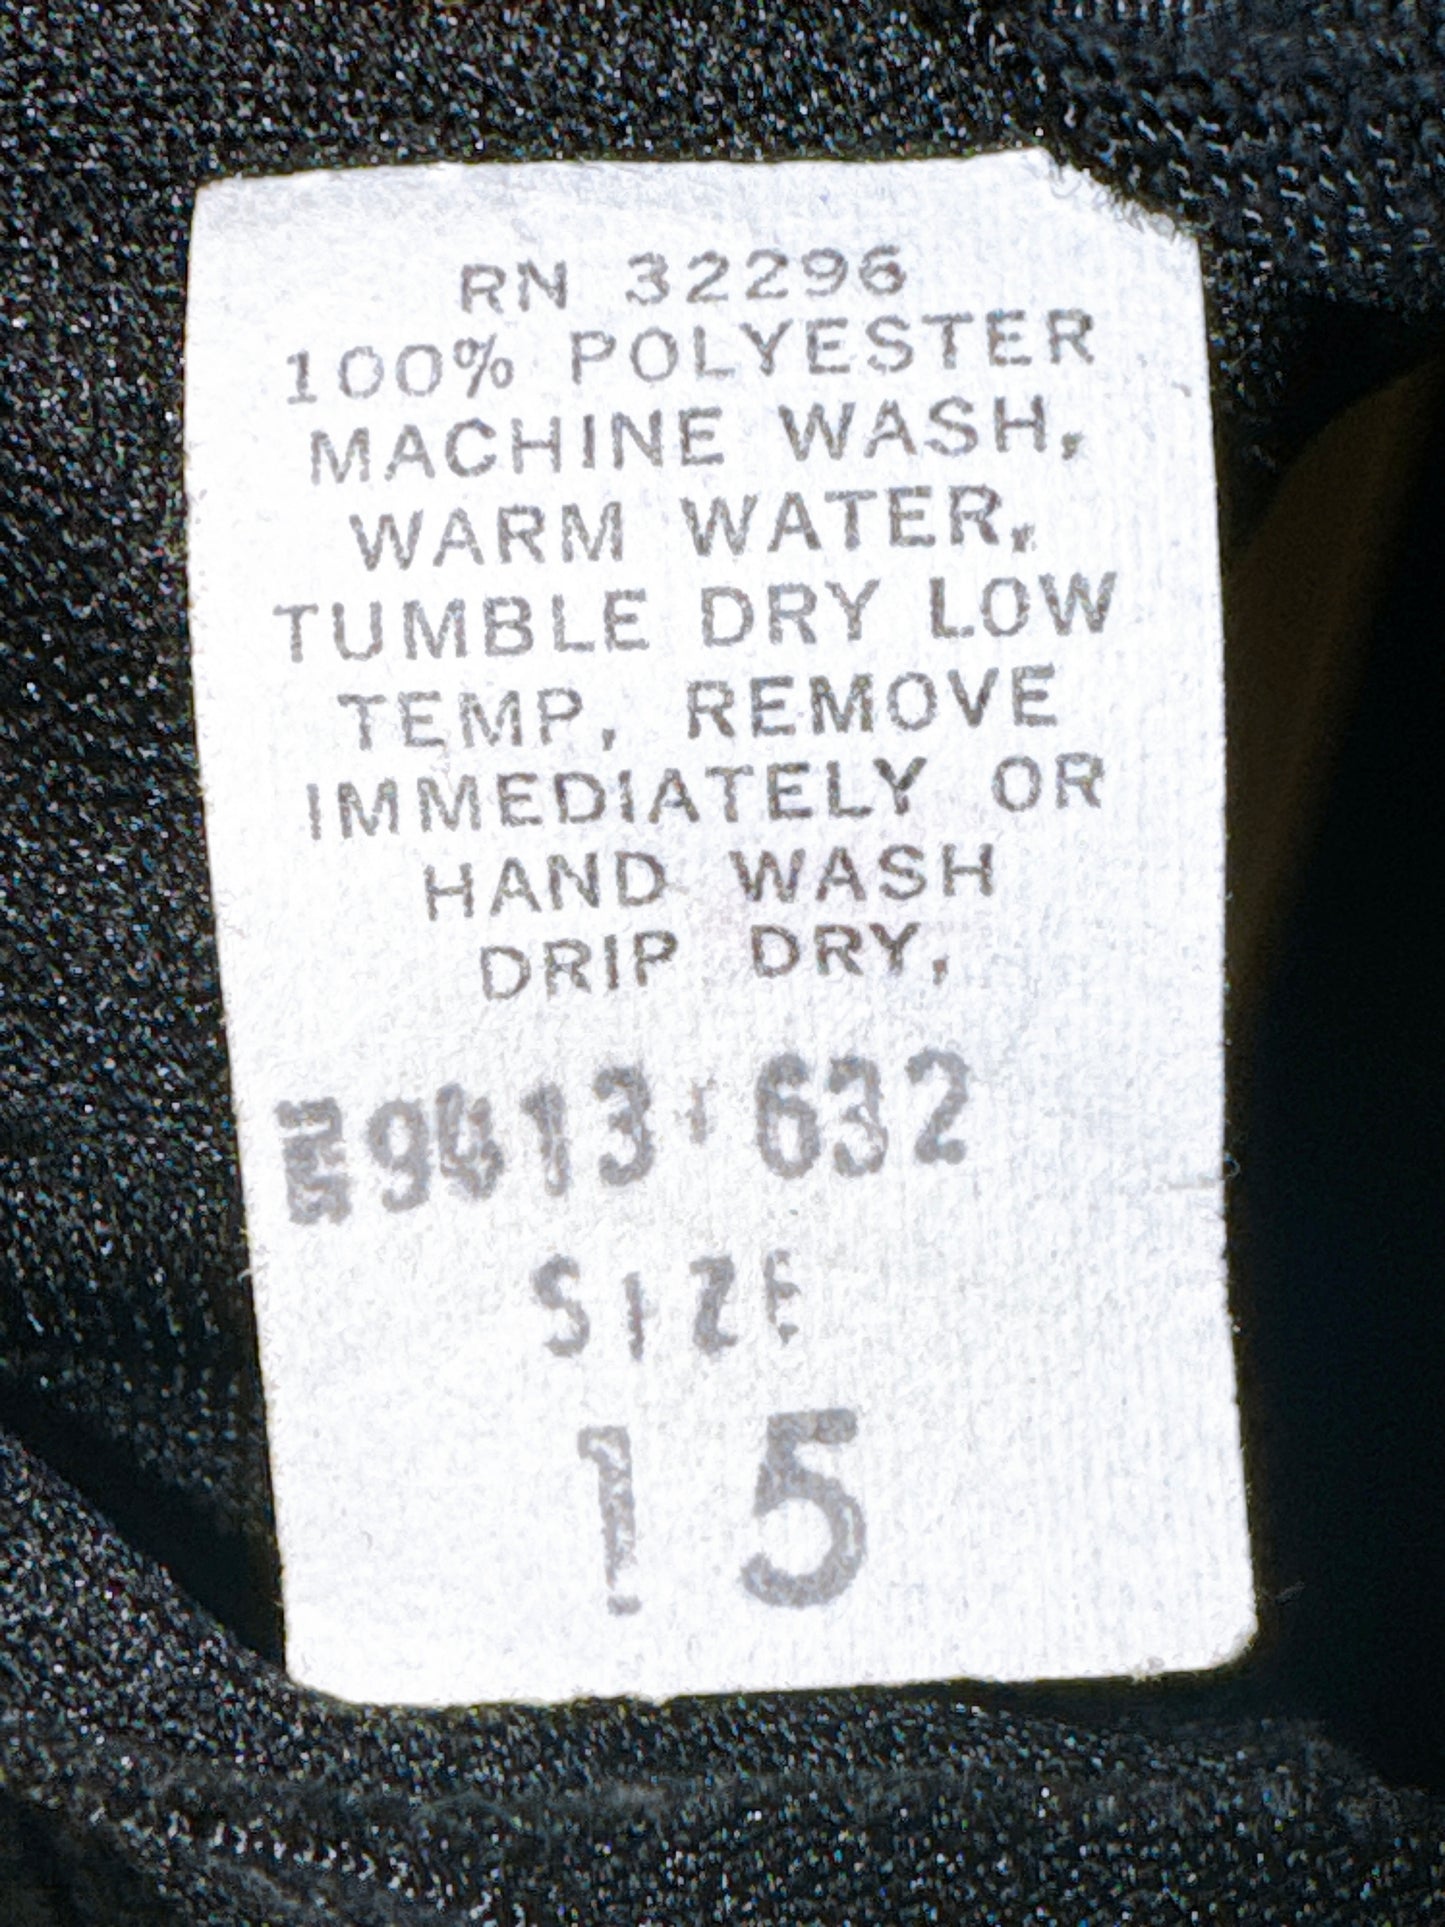 RN 32296
100% POLYESTER
MACHINE WASH,
WARM WATER,
TUMBLE DRY LOW
TEMP, REMOVE
IMMEDIATELY OR
HAND WASH
DRIP DRY,
632
SIZE
15